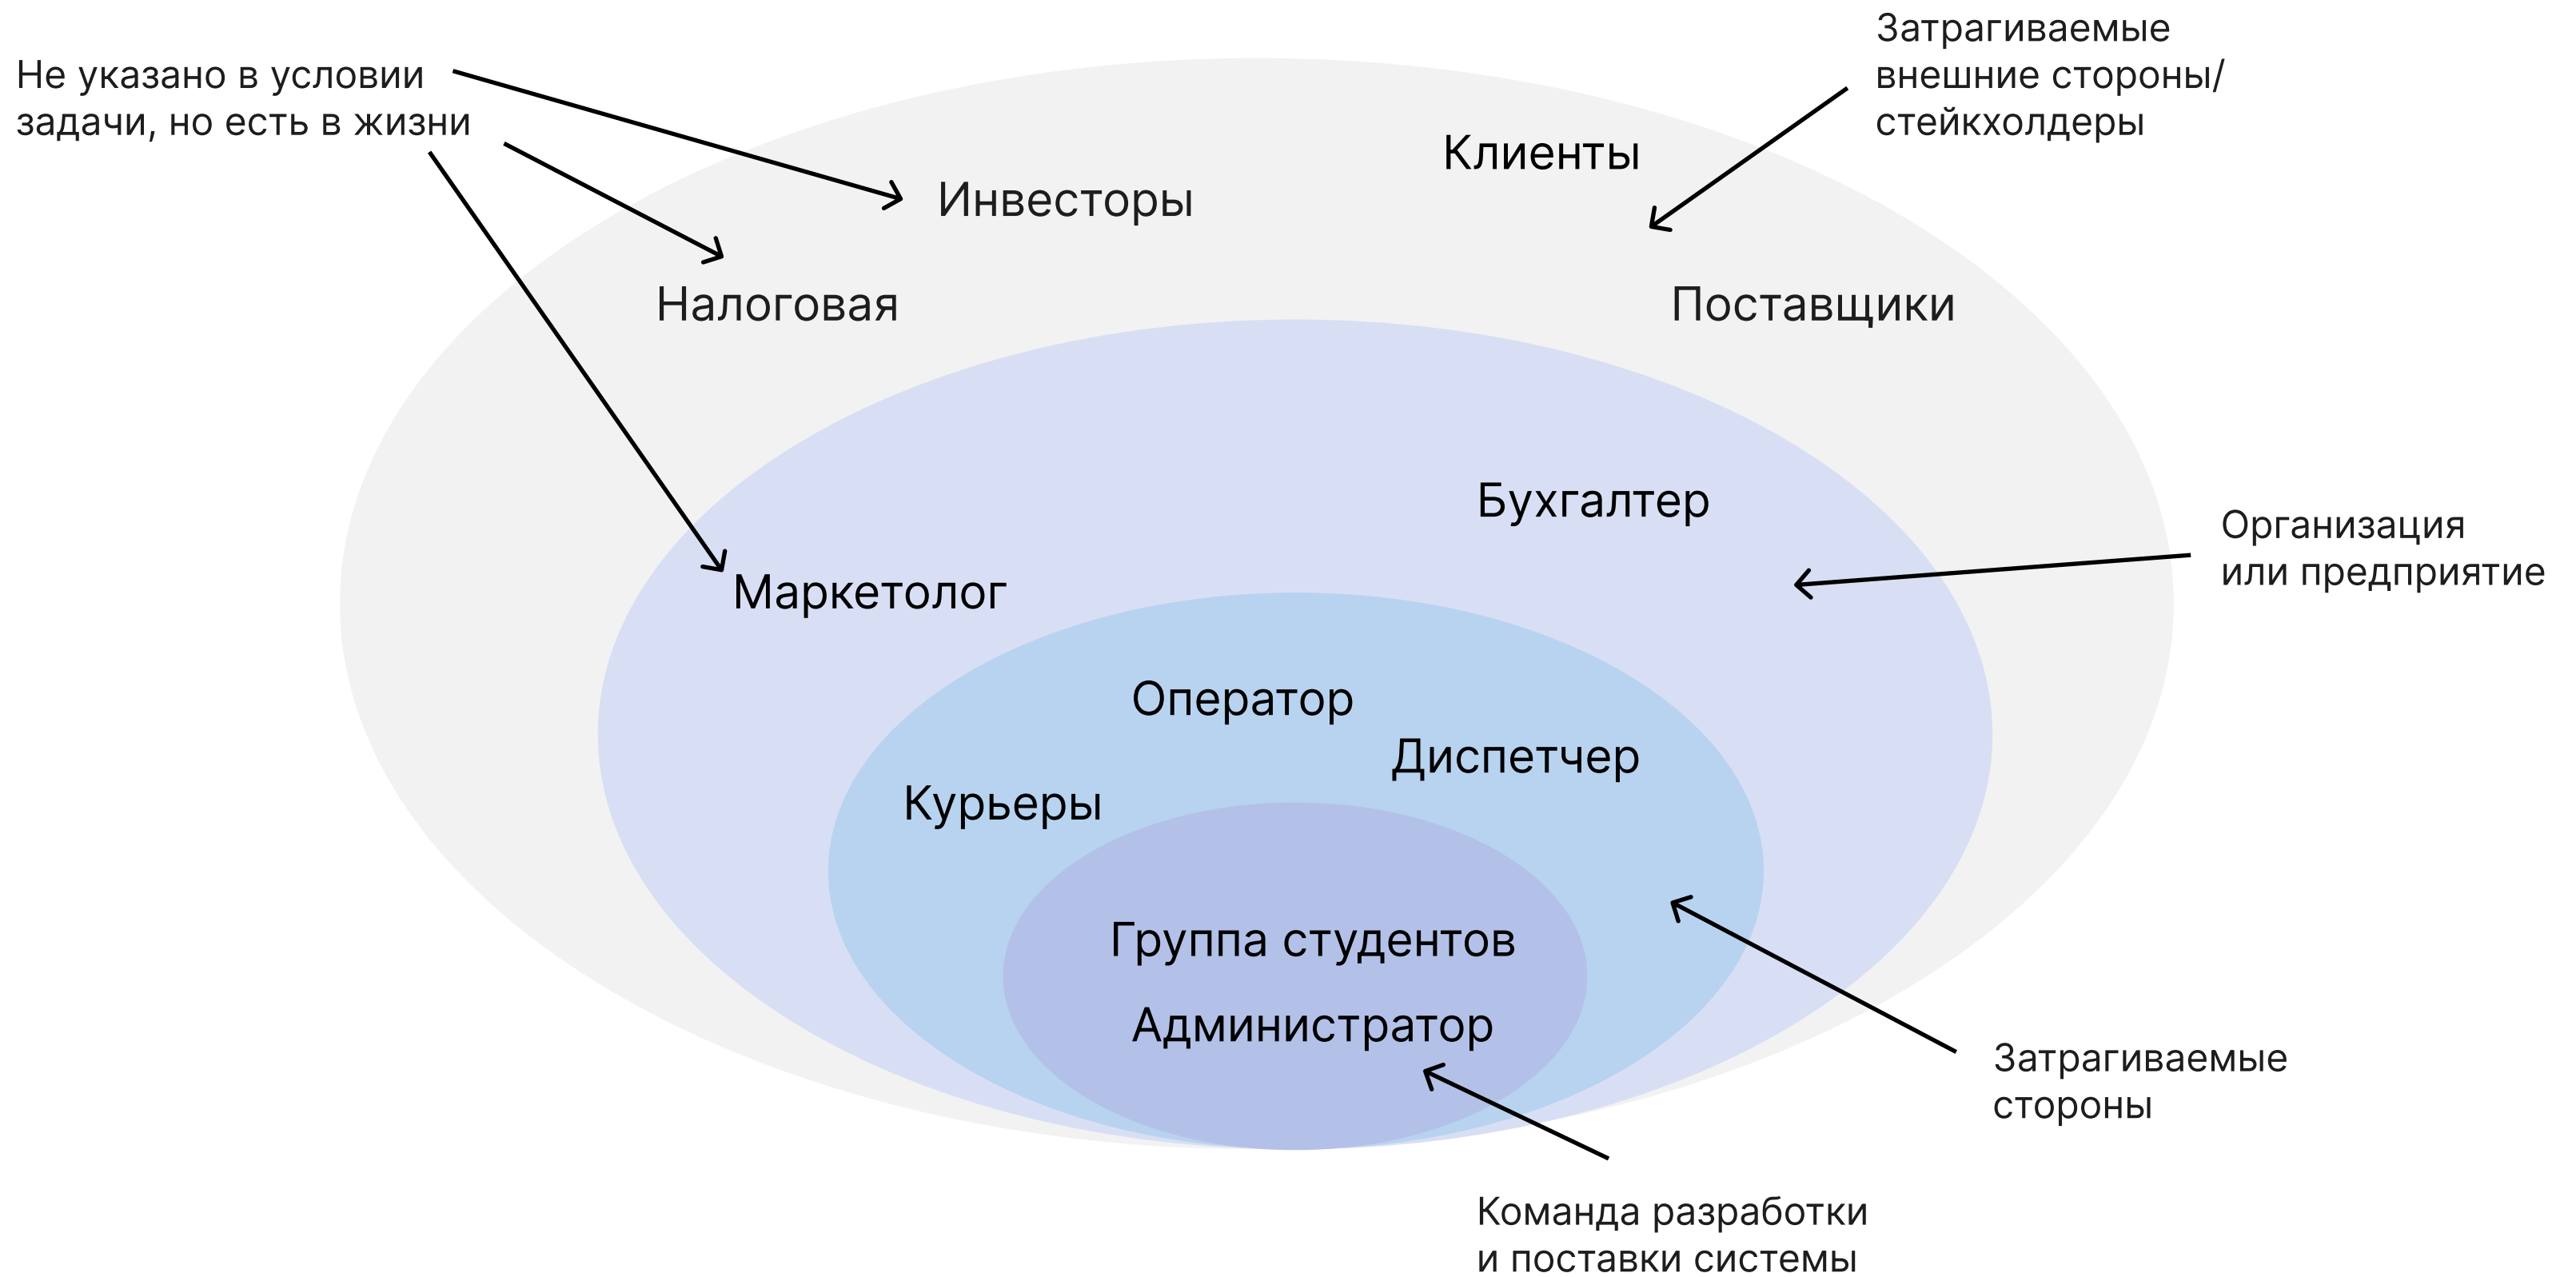 Затрагиваемые
внешние стороны/
стейкхолдеры
Не указано в условии
задачи, но есть в жизни
Клиенты
Инвесторы
Налоговая
Поставщики
Бухгалтер
Организация
или предприятие
Маркетолог
Оператор
Диспетчер
Курьеры
Группа студентов
Администратор
Затрагиваемые
стороны
Команда разработки
и поставки системы